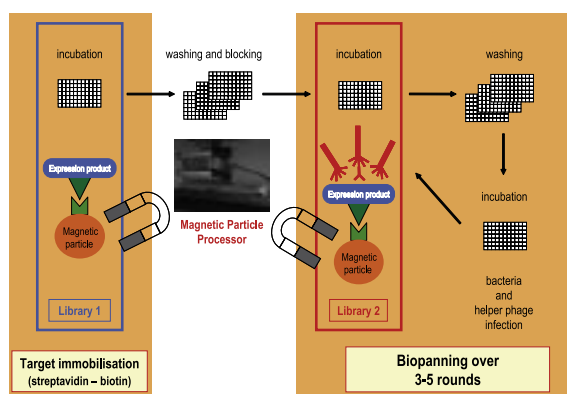 incubation
washing and blocking
incubation
washing
Expression product
Magnetic
particle
Magnetic Particle
Processor
Expression product
Magnetic
particle
incubation
bacteria
and
helper phage
infection
Library 1
Library 2
Target immobilisation
(streptavidin – biotin)
Biopanning over
3-5 rounds